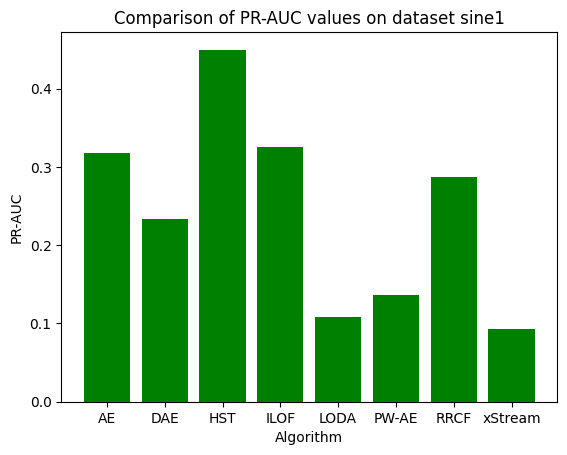 Comparison of PR-AUC values on dataset sine1
PR-AUC
0.4
0.3
0.2
0.1
0.0
AE DAE HST ILOF LODA PW-AE RRCF xStream
Algorithm